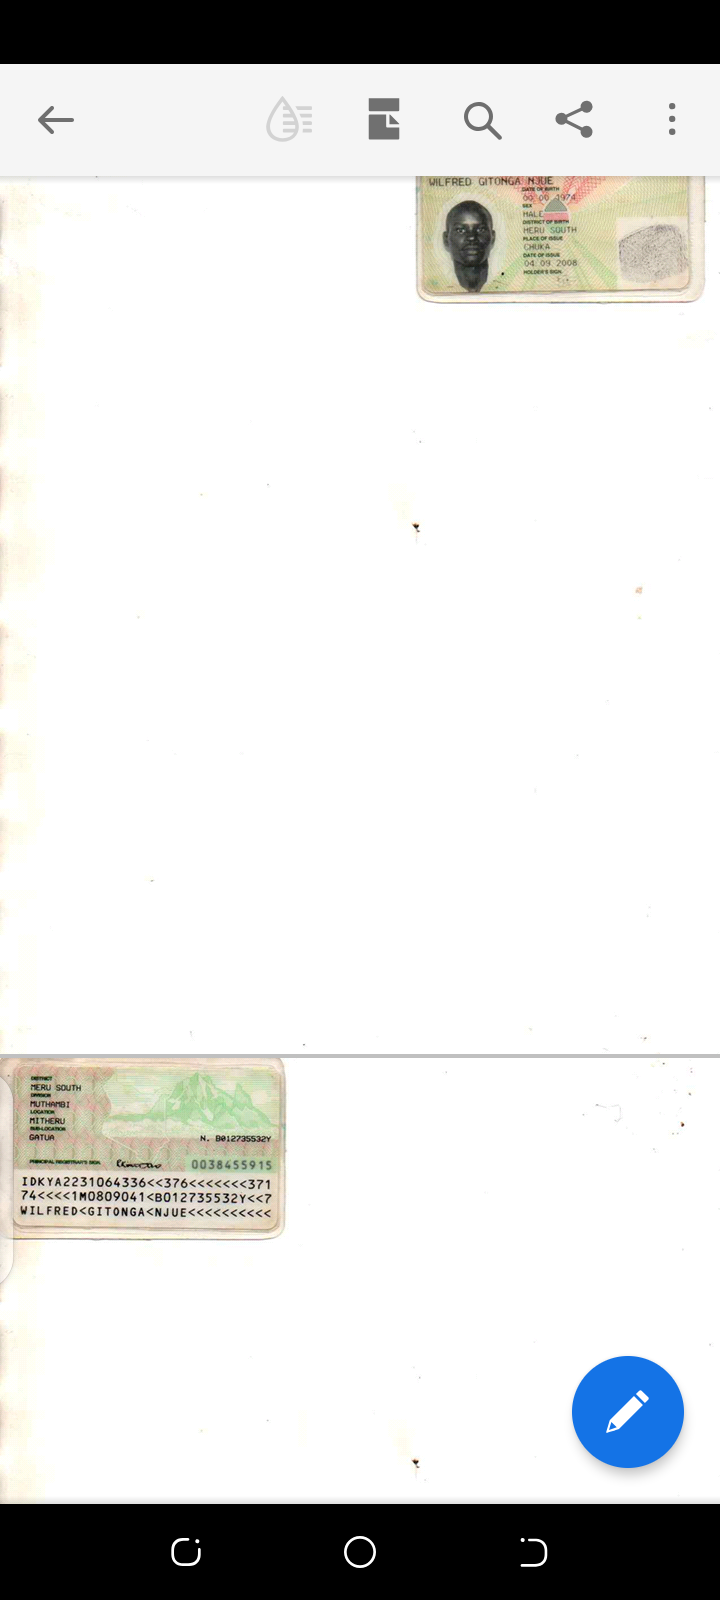 WILFRED GITONGA NJUE
DATE OF BIRTH
00.00.1974
SEX
MALE
DISTRICT OF BIRTH
MERU SOUTH
PLACE OF ISSUE
CHUKA
DATE OF ISSUE
04.09.2008
HOLDER'S SIGN.
DISTRICT
MERU SOUTH
DIVISION
MUTHAMBI
LOCATION
MITHERU
SUB-LOCATION
GATUA
N. B012735532Y
PRINCIPAL REGISTRAR'S SIGN.
0038455915
IDKYA2231064336<<376<<<<<<<371
74<<<<1M0809041<B012735532Y<<7
WILFRED<GITONGA<NJUE<<<<<<<<<<